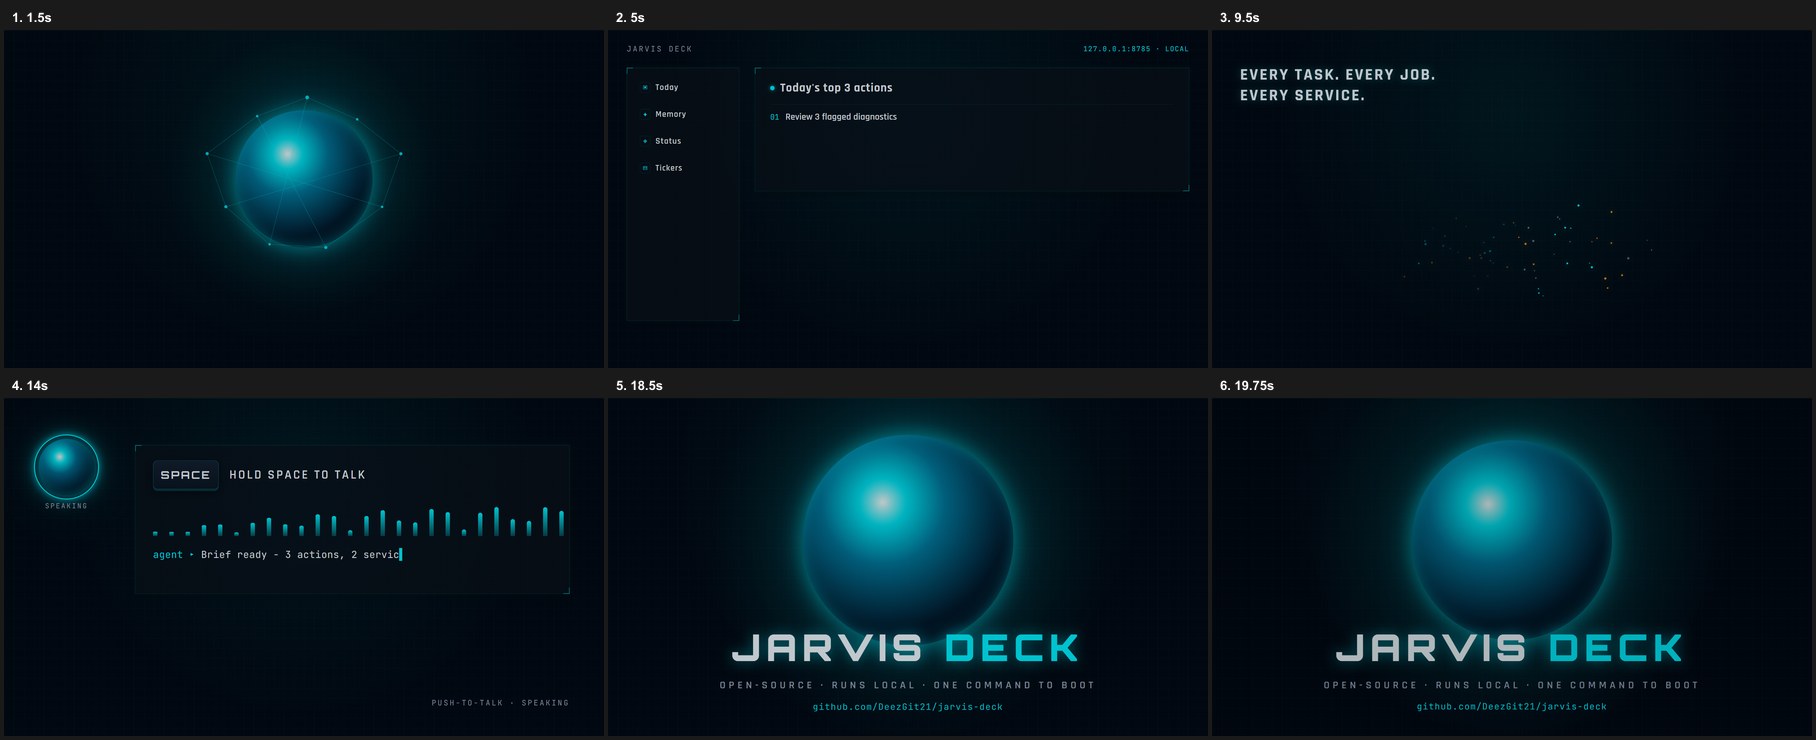 1. 1.5s
2. 5s
JARVIS DECK
127.0.0.1:8785 · LOCAL
Today
Memory
Status
Tickers
Today's top 3 actions
01 Review 3 flagged diagnostics
3. 9.5s
EVERY TASK. EVERY JOB.
EVERY SERVICE.
4. 14s
SPEAKING
SPACE HOLD SPACE TO TALK
agent ‣ Brief ready - 3 actions, 2 servic
PUSH-TO-TALK · SPEAKING
5. 18.5s
JARVIS DECK
OPEN-SOURCE · RUNS LOCAL · ONE COMMAND TO BOOT
github.com/DeezGit21/jarvis-deck
6. 19.75s
JARVIS DECK
OPEN-SOURCE · RUNS LOCAL · ONE COMMAND TO BOOT
github.com/DeezGit21/jarvis-deck